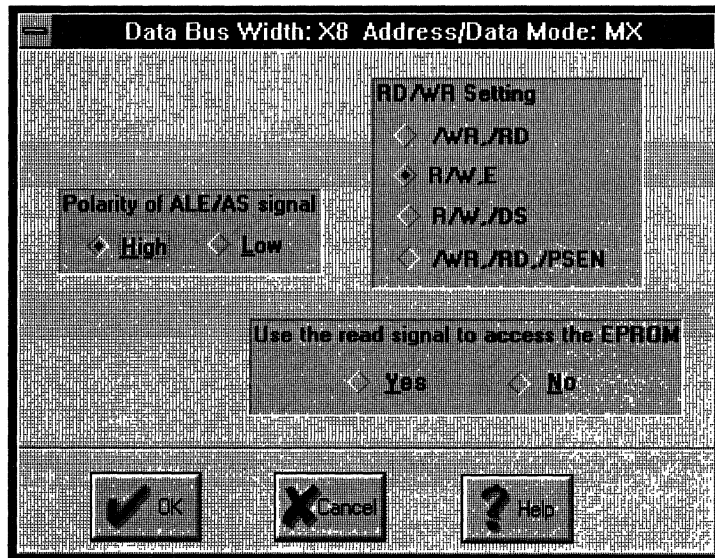 Data Bus Width: X8 Address/Data Mode: MX
RD/WR Setting
/WR,/RD
R/W,E
R/W,/DS
/WR,/RD,/PSEN
Polarity of ALE/AS signal
High Low
Use the read signal to access the EPROM
Yes No
OK Cancel Help